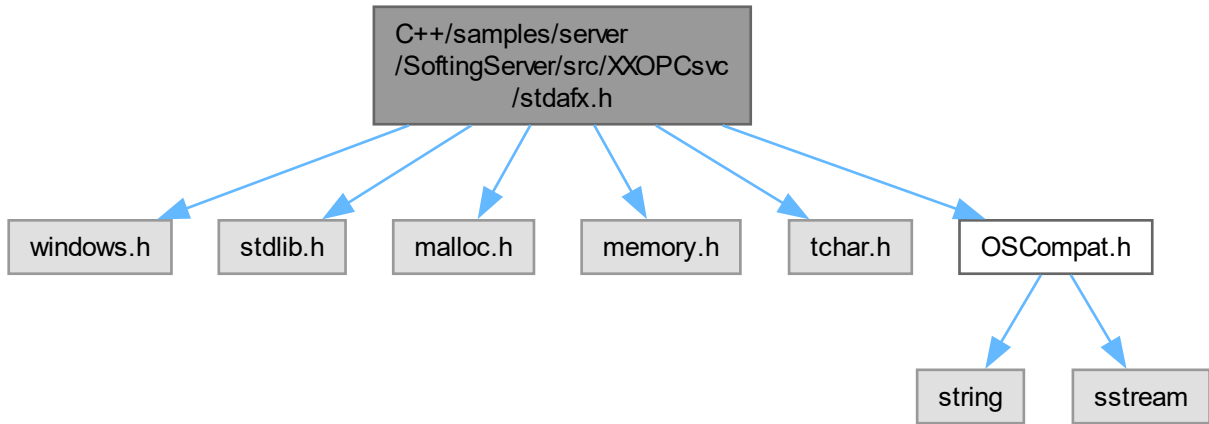 C++/samples/server
/SoftingServer/src/XXOPCsvc
/stdafx.h
windows.h
stdlib.h
malloc.h
memory.h
tchar.h
OSCompat.h
string
sstream